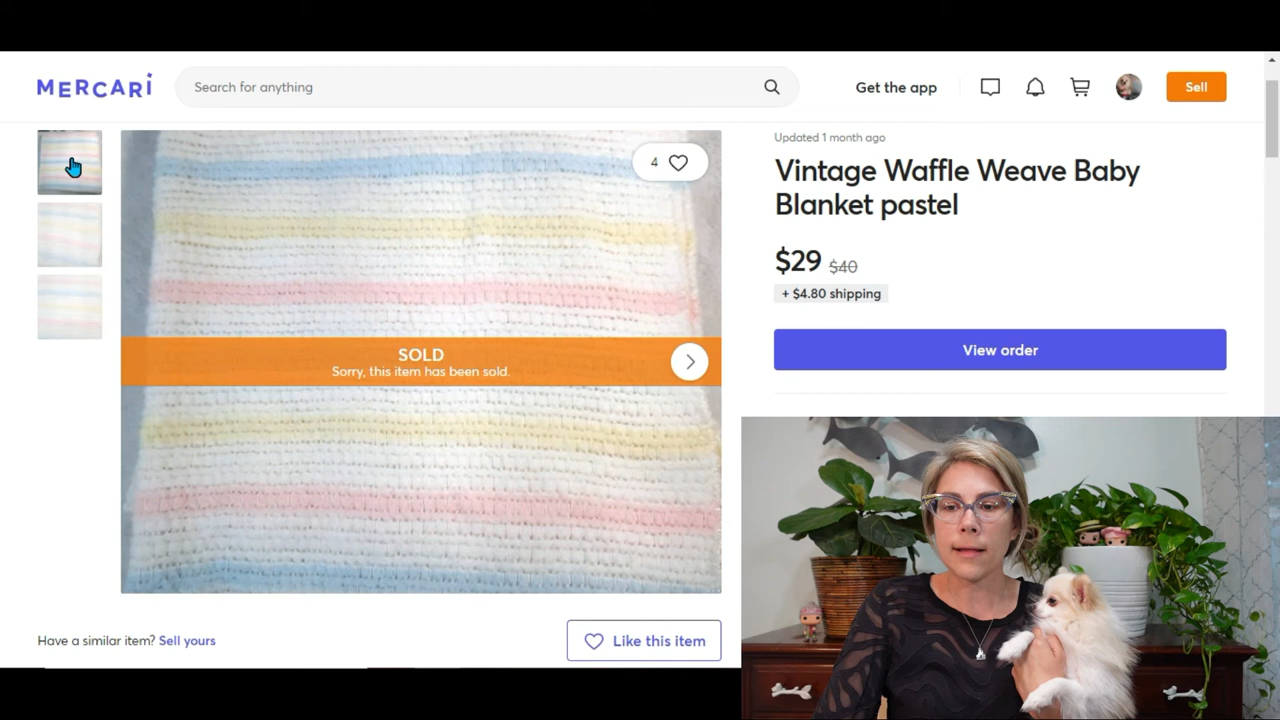 MERCARI
Search for anything
Get the app
Sell
4
SOLD
Sorry, this item has been sold.
Updated 1 month ago
Vintage Waffle Weave Baby
Blanket pastel
$29 $40
+ $4.80 shipping
View order
Have a similar item? Sell yours
Like this item